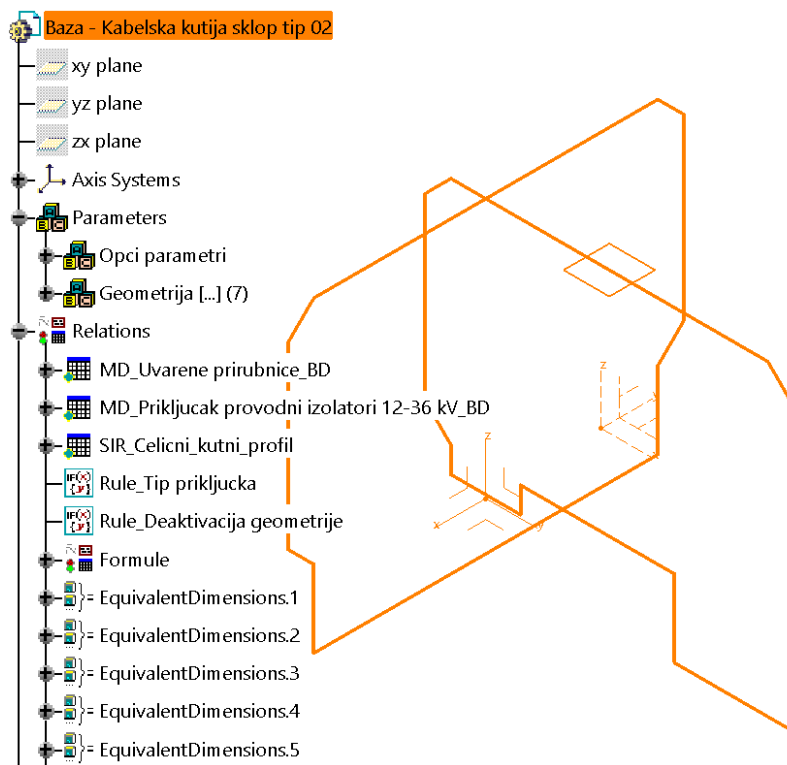 Baza - Kabelska kutija sklop tip 02
xy plane
yz plane
zx plane
Axis Systems
Parameters
Opci parametri
Geometrija [...] (7)
Relations
MD_Uvarene prirubnice_BD
MD_Prikljucak provodni izolatori 12-36 kV_BD
SIR_Celicni_kutni_profil
Rule_Tip prikljucka
Rule_Deaktivacija geometrije
Formule
EquivalentDimensions.1
EquivalentDimensions.2
EquivalentDimensions.3
EquivalentDimensions.4
EquivalentDimensions.5
z
z
x
y